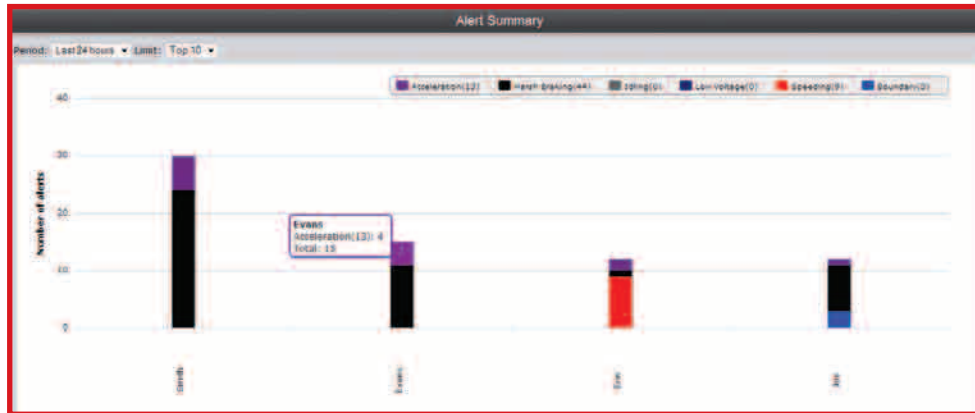 Alert Summary
Period: Last 24 hours Limit: Top 10
Acceleration(13) Harsh braking(44) Idling(0) Low voltage(0) Speeding(9) Boundary(3)
40
30
20
10
0
Number of alerts
Evans
Acceleration(13): 4
Total: 15
Evans